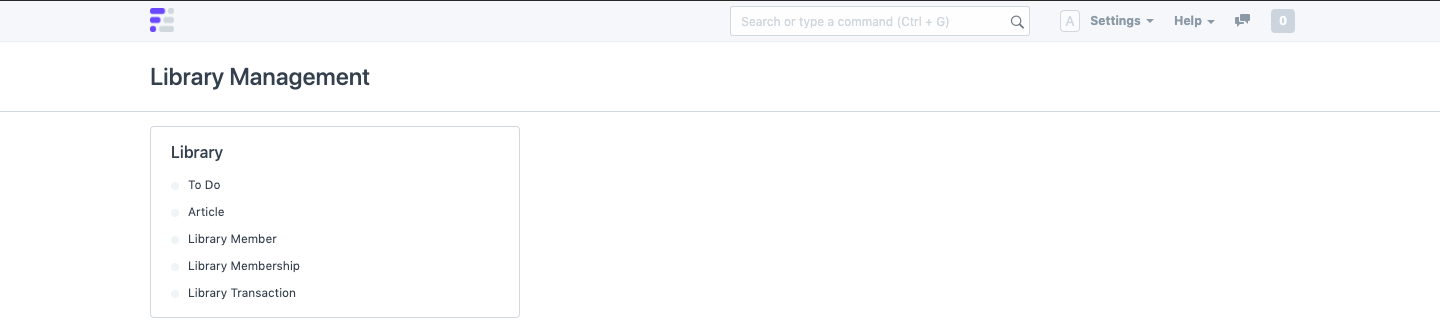 Search or type a command (Ctrl + G)
A
Settings
Help
0
Library Management
Library
To Do
Article
Library Member
Library Membership
Library Transaction